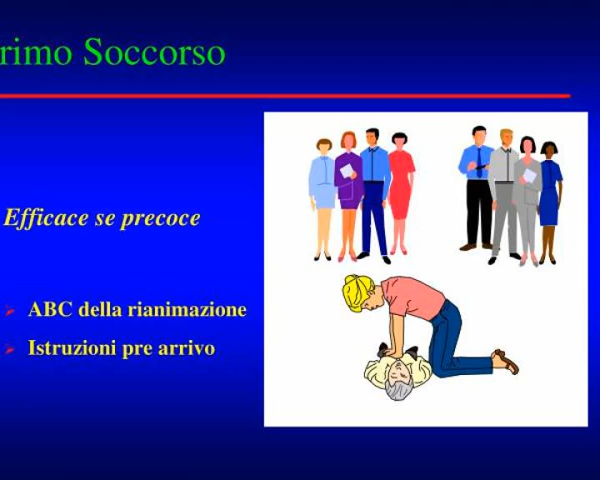 rimo Soccorso
Efficace se precoce
ABC della rianimazione
Istruzioni pre arrivo